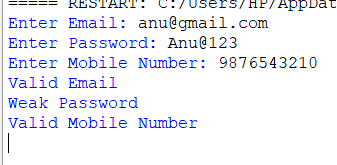 ===== RESTART: C:/Users/HP/AppDat
Enter Email: anu@gmail.com
Enter Password: Anu@123
Enter Mobile Number: 9876543210
Valid Email
Weak Password
Valid Mobile Number